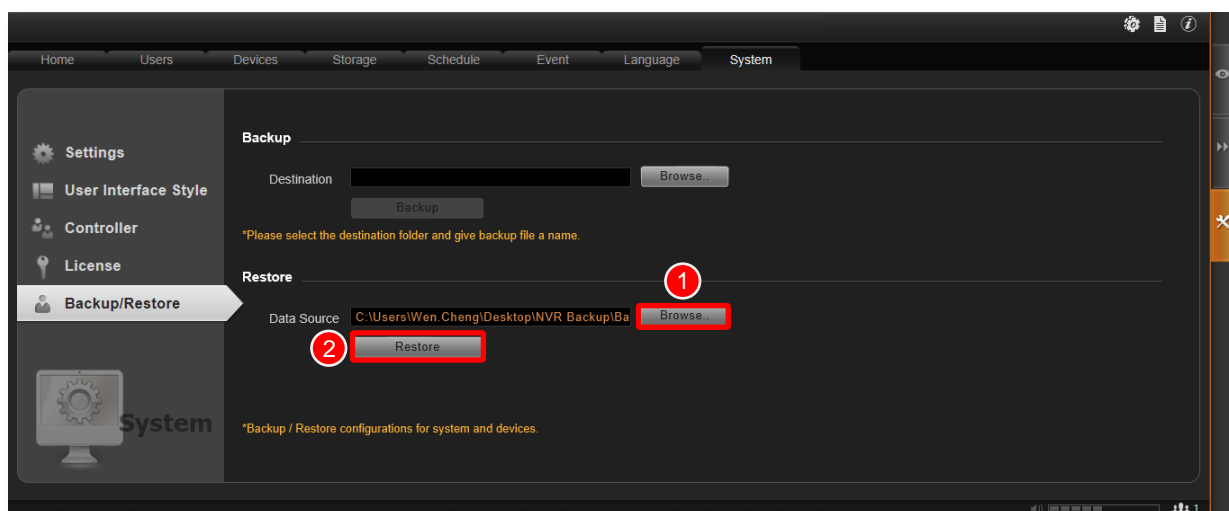 Home Users Devices Storage Schedule Event Language System
Settings
User Interface Style
Controller
License
Backup/Restore
System
Backup
Destination Browse..
Backup
*Please select the destination folder and give backup file a name.
Restore
1
Data Source C:\Users\Wen.Cheng\Desktop\NVR Backup\Ba Browse..
2 Restore
*Backup / Restore configurations for system and devices.
1